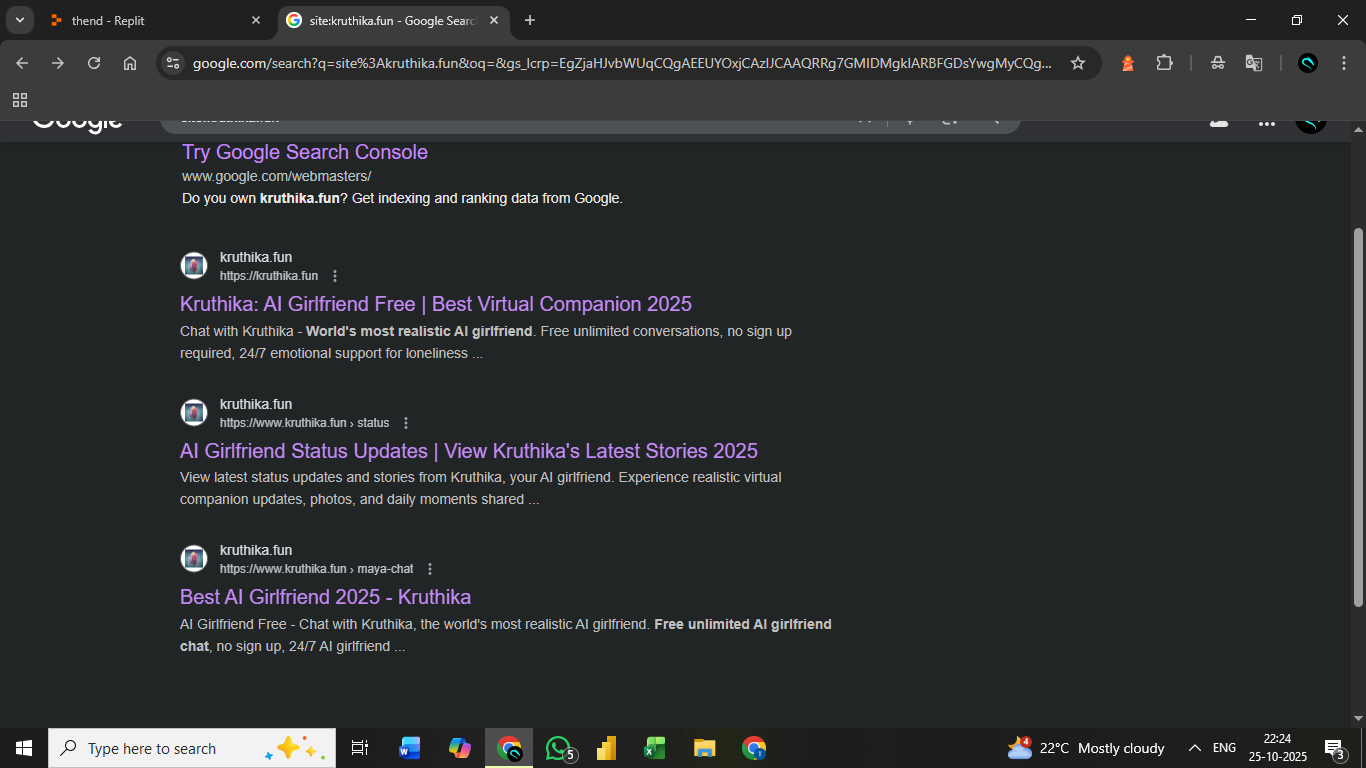 thend - Replit
site:kruthika.fun - Google Searc
google.com/search?q=site%3Akruthika.fun&oq=&gs_lcrp=EgZjaHJvbWUqCQgAEEUYOxjCAzIJCAAQRRg7GMIDMgkIARBFGDsYwgMyCQg...
Google
Try Google Search Console
www.google.com/webmasters/
Do you own kruthika.fun? Get indexing and ranking data from Google.
kruthika.fun
https://kruthika.fun
Kruthika: AI Girlfriend Free | Best Virtual Companion 2025
Chat with Kruthika - World's most realistic AI girlfriend. Free unlimited conversations, no sign up
required, 24/7 emotional support for loneliness ...
kruthika.fun
https://www.kruthika.fun › status
AI Girlfriend Status Updates | View Kruthika's Latest Stories 2025
View latest status updates and stories from Kruthika, your AI girlfriend. Experience realistic virtual
companion updates, photos, and daily moments shared ...
kruthika.fun
https://www.kruthika.fun › maya-chat
Best AI Girlfriend 2025 - Kruthika
AI Girlfriend Free - Chat with Kruthika, the world's most realistic AI girlfriend. Free unlimited AI girlfriend
chat, no sign up, 24/7 AI girlfriend ...
Type here to search
5
4
22°C Mostly cloudy
ENG
22:24
25-10-2025
3